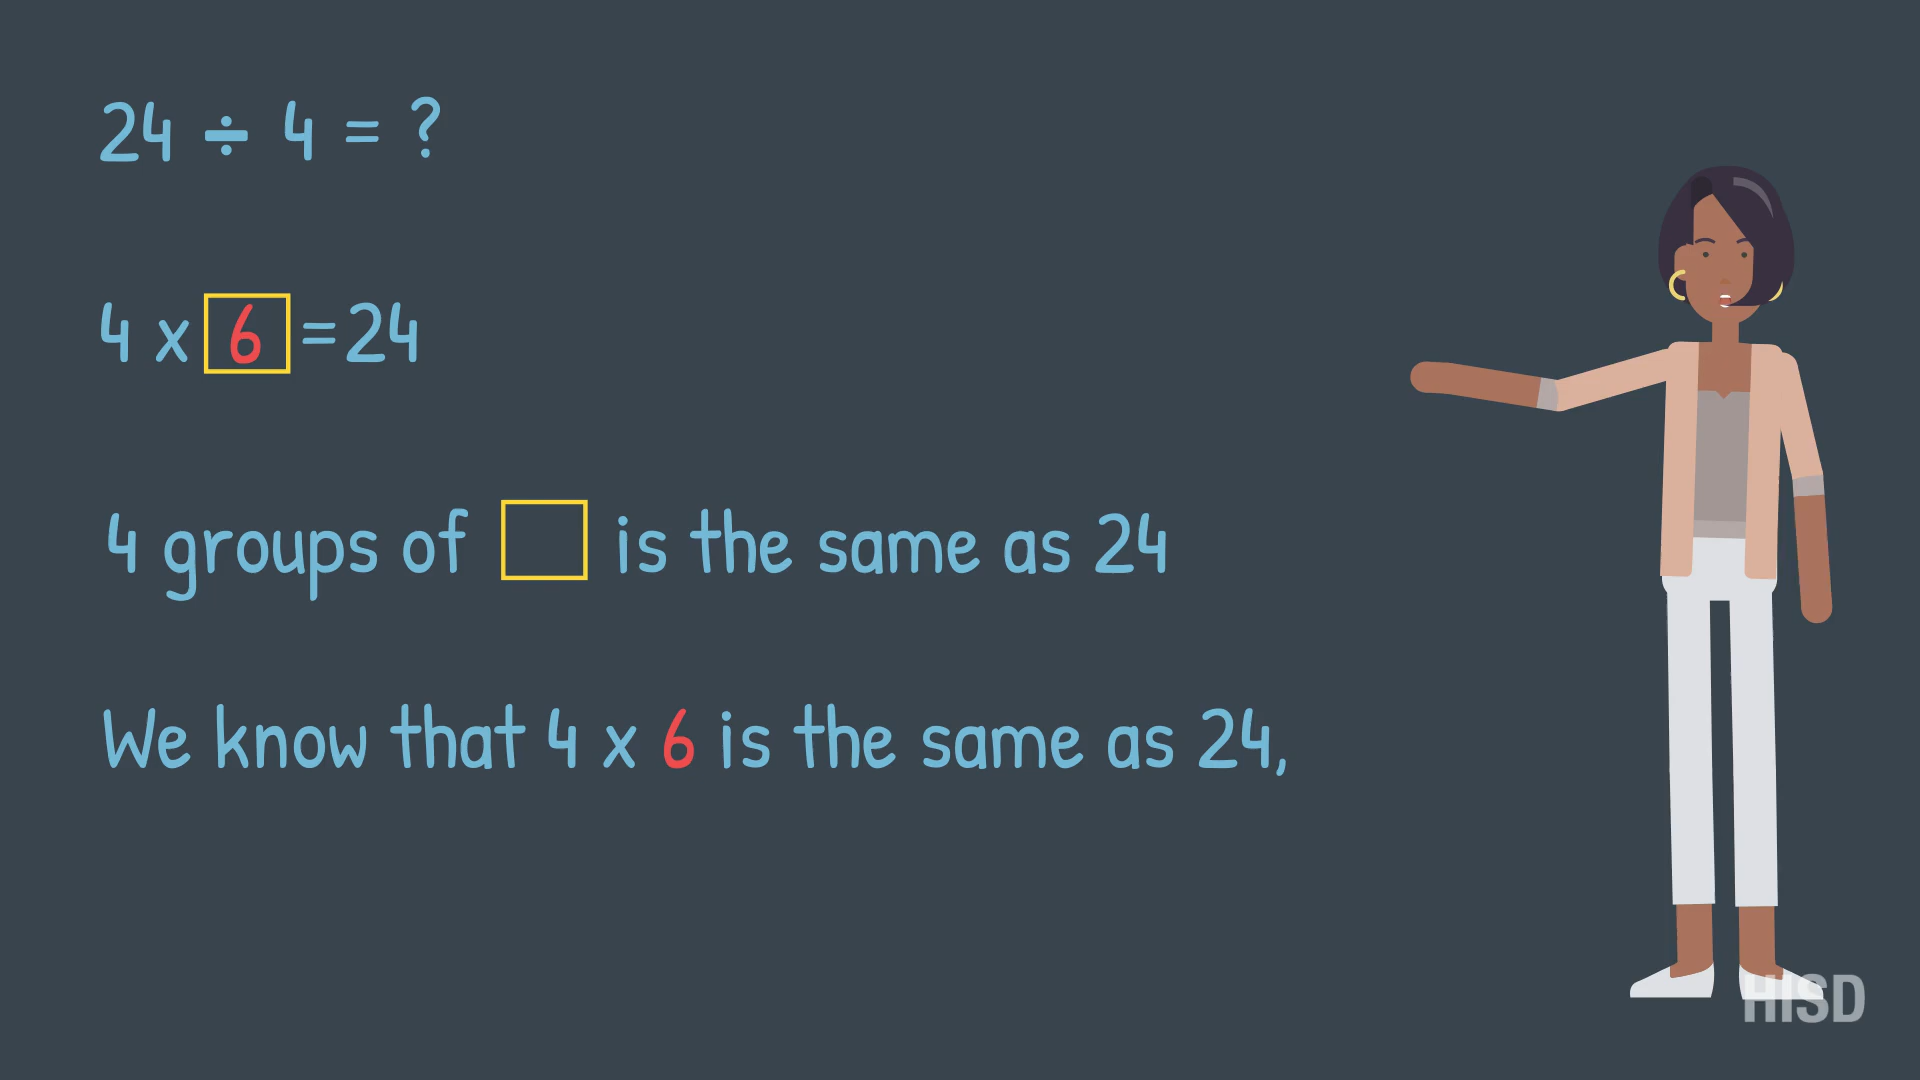 24 ÷ 4 = ?
4 x 6 = 24
4 groups of is the same as 24
We know that 4 x 6 is the same as 24,
HISD